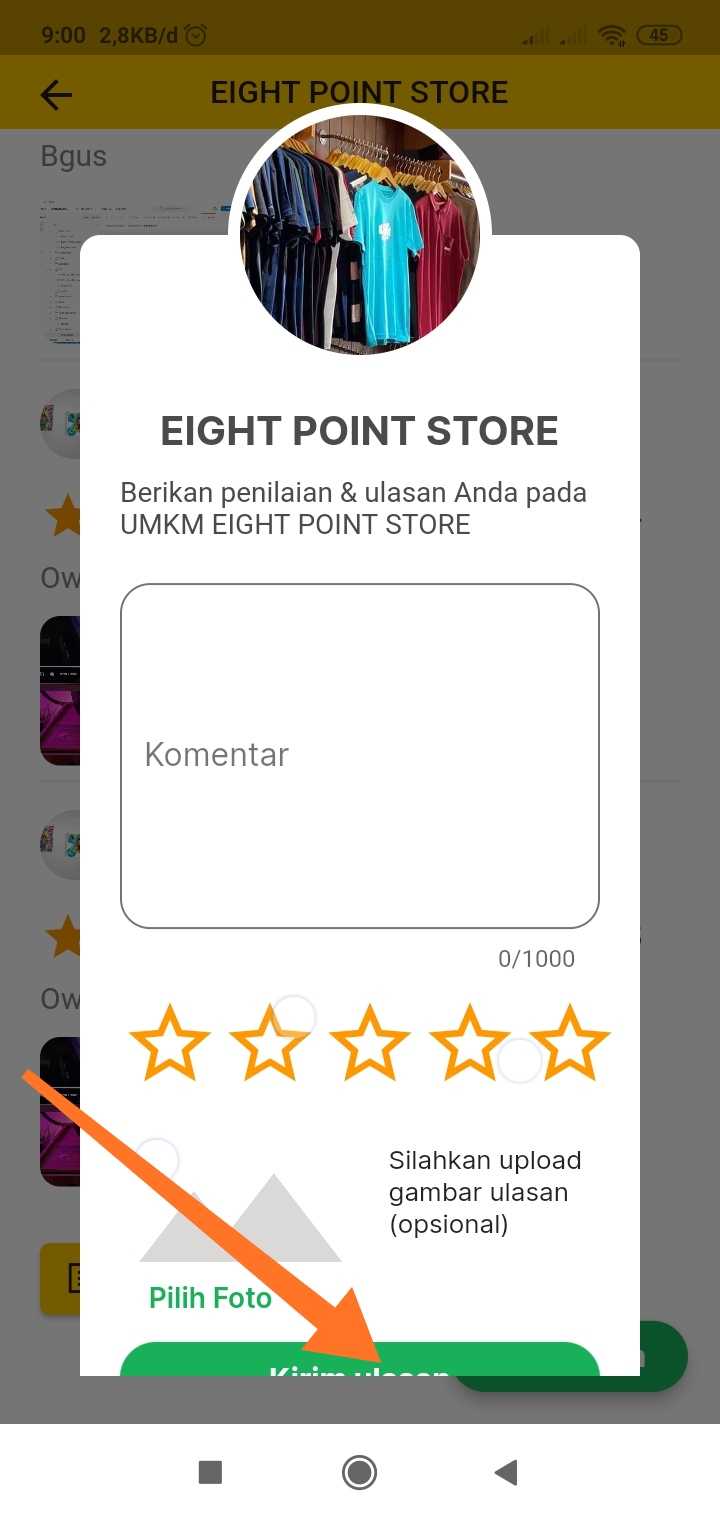 9:00 2,8KB/d
45
EIGHT POINT STORE
Bgus
EIGHT POINT STORE
Berikan penilaian & ulasan Anda pada
UMKM EIGHT POINT STORE
Ow
Komentar
0/1000
Ow
Silahkan upload
gambar ulasan
(opsional)
Pilih Foto
Kirim ulasan